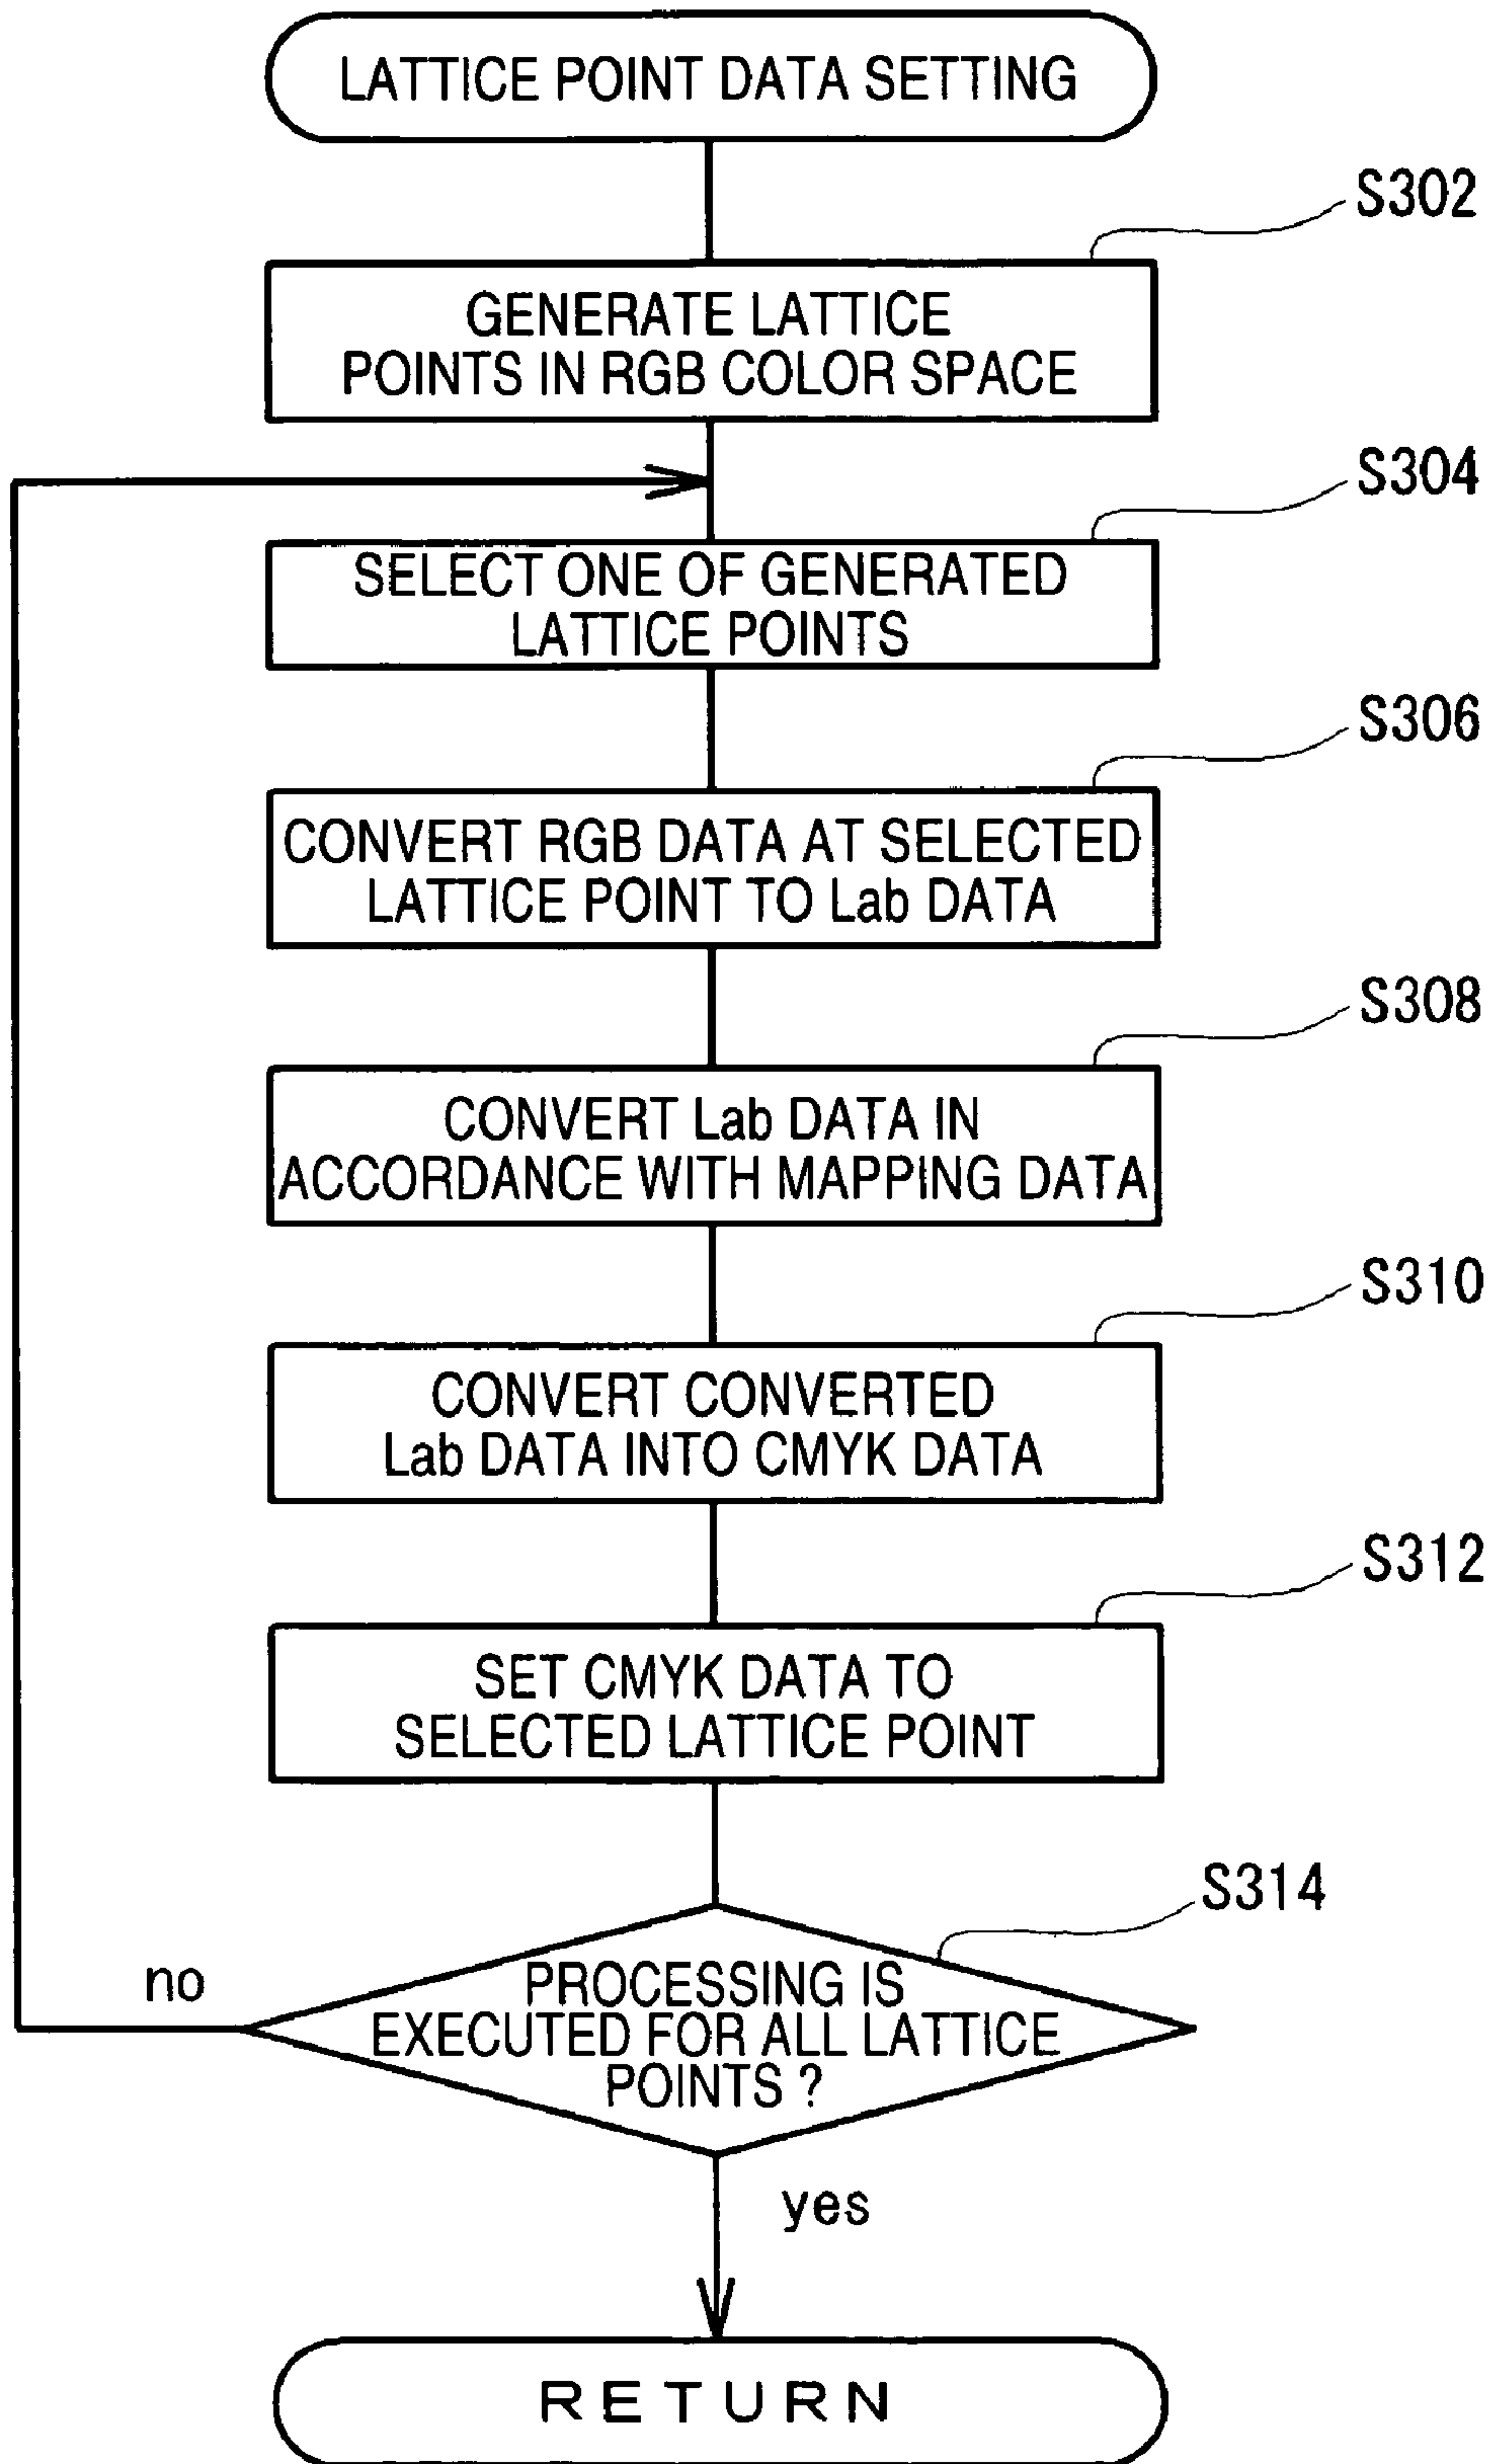 LATTICE POINT DATA SETTING
S302
GENERATE LATTICE
POINTS IN RGB COLOR SPACE
S304
SELECT ONE OF GENERATED
LATTICE POINTS
S306
CONVERT RGB DATA AT SELECTED
LATTICE POINT TO Lab DATA
S308
CONVERT Lab DATA IN
ACCORDANCE WITH MAPPING DATA
S310
CONVERT CONVERTED
Lab DATA INTO CMYK DATA
S312
SET CMYK DATA TO
SELECTED LATTICE POINT
S314
PROCESSING IS
EXECUTED FOR ALL LATTICE
POINTS ?
no
yes
RETURN